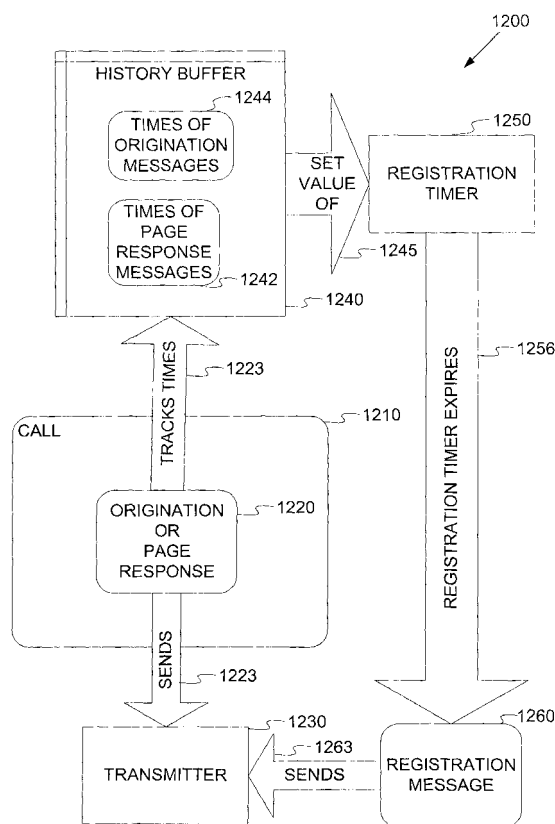 1200
HISTORY BUFFER
1244
TIMES OF
ORIGINATION
MESSAGES
TIMES OF
PAGE
RESPONSE
MESSAGES
1242
1240
SET
VALUE
OF
1245
1250
REGISTRATION
TIMER
1256
REGISTRATION TIMER EXPIRES
TRACKS TIMES
1223
1210
CALL
ORIGINATION
OR
PAGE
RESPONSE
1220
SENDS
1223
1230
TRANSMITTER
1263
SENDS
1260
REGISTRATION
MESSAGE